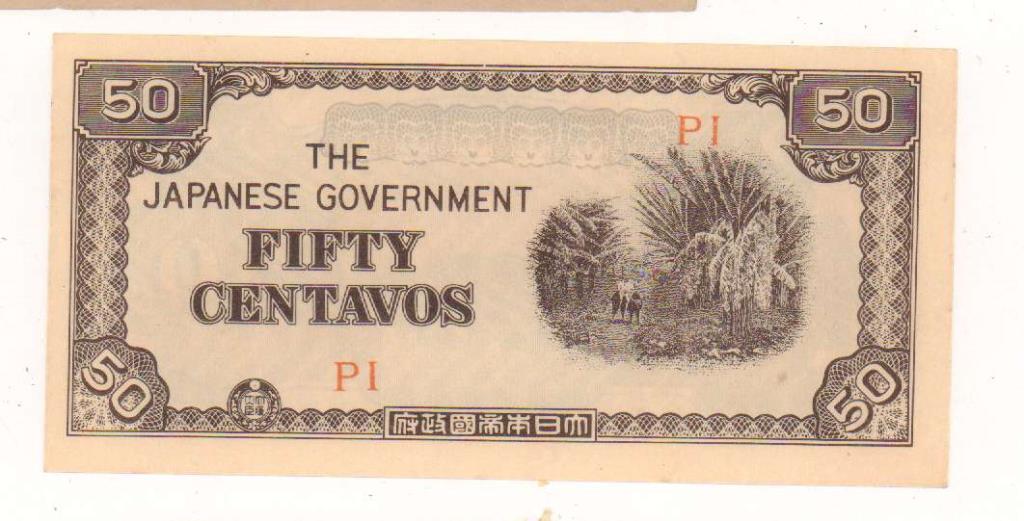 50
50
PI
THE
JAPANESE GOVERNMENT
FIFTY
CENTAVOS
PI
50
50
府政國帝本日大